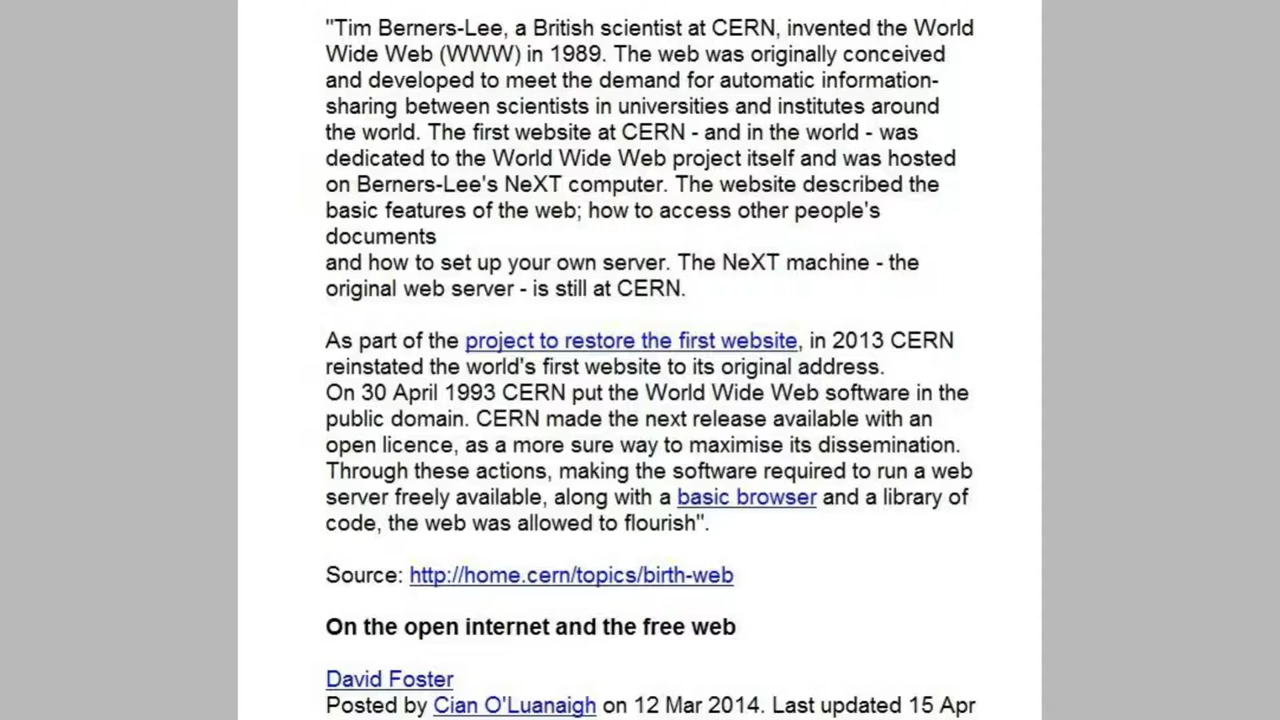 "Tim Berners-Lee, a British scientist at CERN, invented the World
Wide Web (WWW) in 1989. The web was originally conceived
and developed to meet the demand for automatic information-
sharing between scientists in universities and institutes around
the world. The first website at CERN - and in the world - was
dedicated to the World Wide Web project itself and was hosted
on Berners-Lee's NeXT computer. The website described the
basic features of the web; how to access other people's
documents
and how to set up your own server. The NeXT machine - the
original web server - is still at CERN.
As part of the project to restore the first website, in 2013 CERN
reinstated the world's first website to its original address.
On 30 April 1993 CERN put the World Wide Web software in the
public domain. CERN made the next release available with an
open licence, as a more sure way to maximise its dissemination.
Through these actions, making the software required to run a web
server freely available, along with a basic browser and a library of
code, the web was allowed to flourish".
Source: http://home.cern/topics/birth-web
On the open internet and the free web
David Foster
Posted by Cian O'Luanaigh on 12 Mar 2014. Last updated 15 Apr